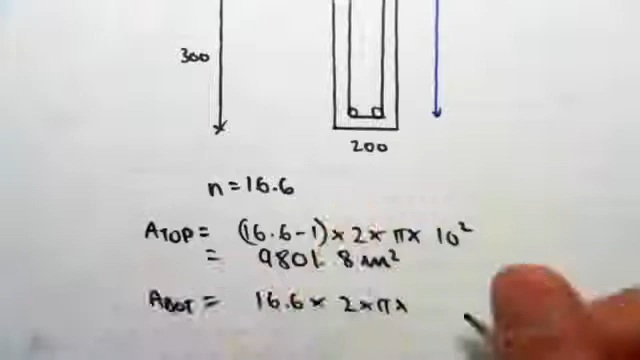 300
200
n = 16.6
ATOP = (16.6-1) × 2 × π × 10²
= 9801.8 mm²
ABOT = 16.6 × 2 × π ×